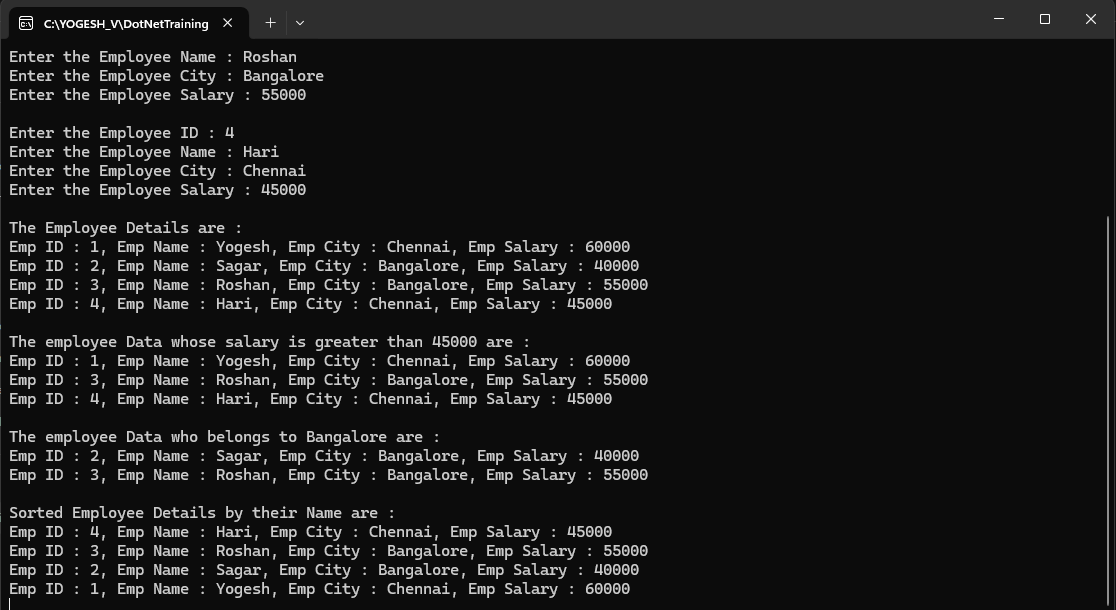 C:\YOGESH_V\DotNetTraining
Enter the Employee Name : Roshan
Enter the Employee City : Bangalore
Enter the Employee Salary : 55000
Enter the Employee ID : 4
Enter the Employee Name : Hari
Enter the Employee City : Chennai
Enter the Employee Salary : 45000
The Employee Details are :
Emp ID : 1, Emp Name : Yogesh, Emp City : Chennai, Emp Salary : 60000
Emp ID : 2, Emp Name : Sagar, Emp City : Bangalore, Emp Salary : 40000
Emp ID : 3, Emp Name : Roshan, Emp City : Bangalore, Emp Salary : 55000
Emp ID : 4, Emp Name : Hari, Emp City : Chennai, Emp Salary : 45000
The employee Data whose salary is greater than 45000 are :
Emp ID : 1, Emp Name : Yogesh, Emp City : Chennai, Emp Salary : 60000
Emp ID : 3, Emp Name : Roshan, Emp City : Bangalore, Emp Salary : 55000
Emp ID : 4, Emp Name : Hari, Emp City : Chennai, Emp Salary : 45000
The employee Data who belongs to Bangalore are :
Emp ID : 2, Emp Name : Sagar, Emp City : Bangalore, Emp Salary : 40000
Emp ID : 3, Emp Name : Roshan, Emp City : Bangalore, Emp Salary : 55000
Sorted Employee Details by their Name are :
Emp ID : 4, Emp Name : Hari, Emp City : Chennai, Emp Salary : 45000
Emp ID : 3, Emp Name : Roshan, Emp City : Bangalore, Emp Salary : 55000
Emp ID : 2, Emp Name : Sagar, Emp City : Bangalore, Emp Salary : 40000
Emp ID : 1, Emp Name : Yogesh, Emp City : Chennai, Emp Salary : 60000